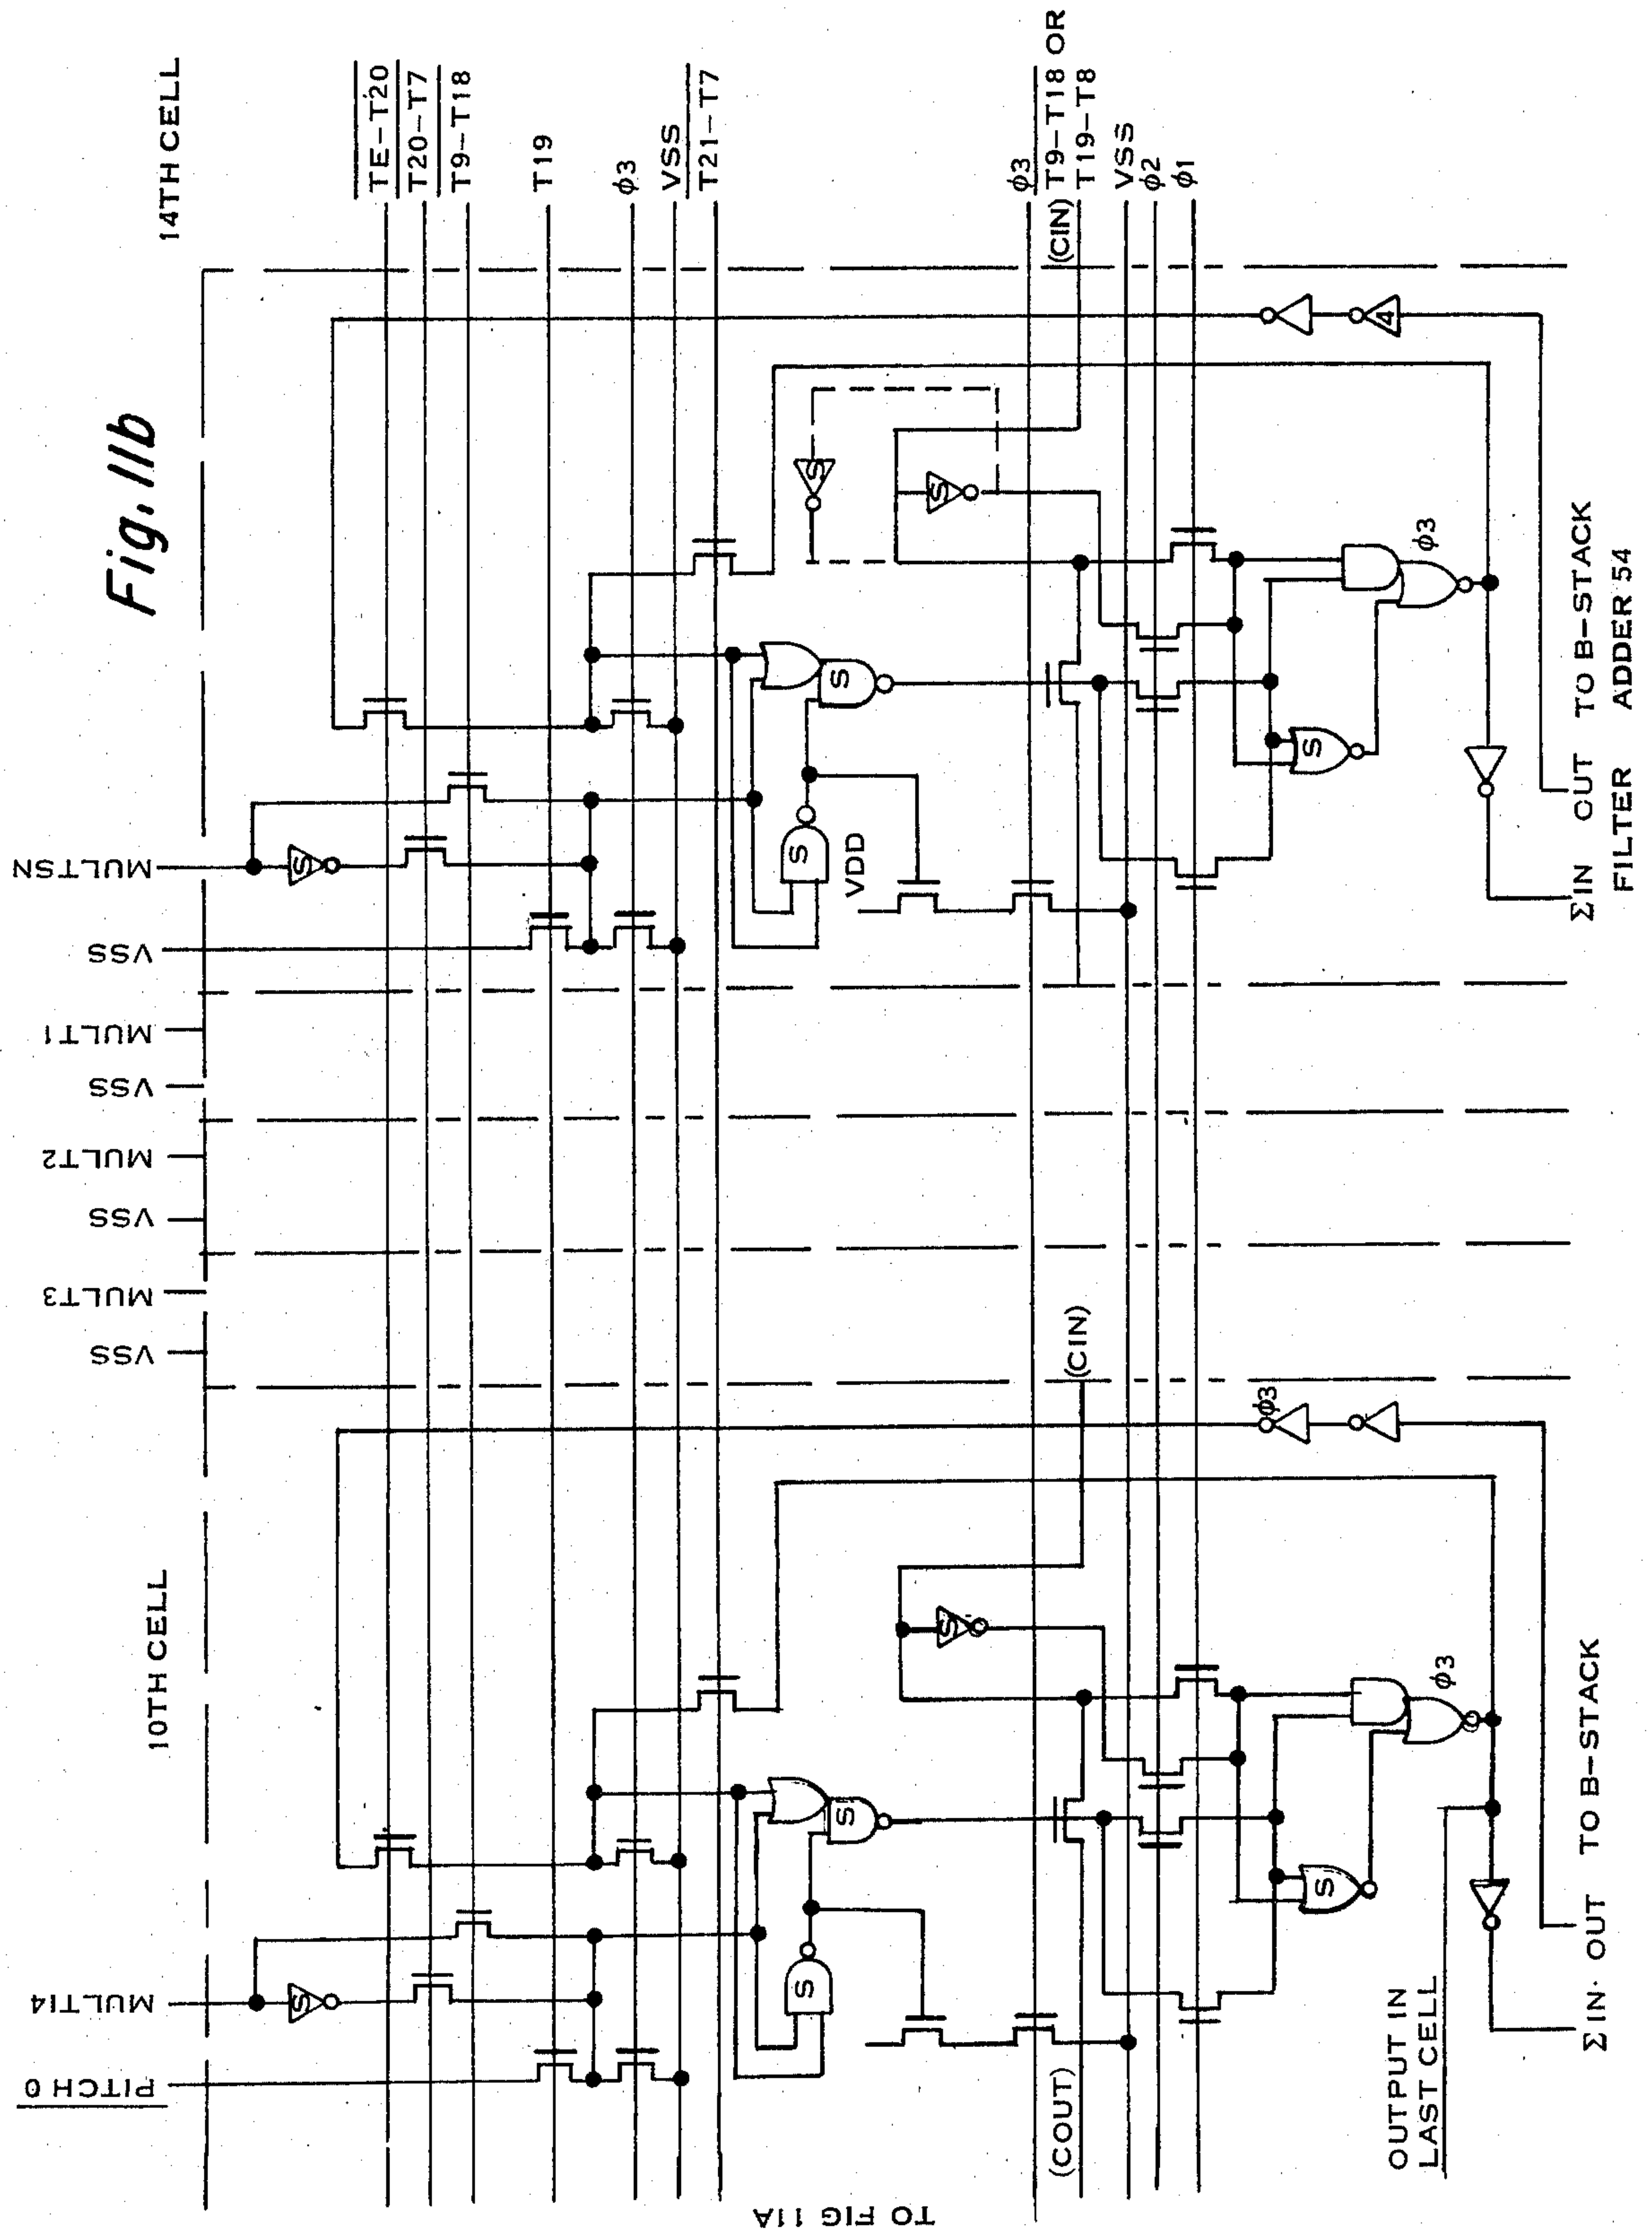 Fig. 11b
14TH CELL
TE-T20
T20-T7
T9-T18
T19
ϕ3
VSS
T21-T7
ϕ3
T9-T18 OR
(CIN) T19-T8
VSS
ϕ2
ϕ1
MULTSN
VSS
MULT1
VSS
MULT2
VSS
MULT3
VSS
10TH CELL
MULT14
PITCH 0
S
S
S
S
S
S
VDD
4
ϕ3
ΣIN OUT TO B-STACK
FILTER ADDER 54
(CIN)
ϕ3
S
S
S
S
S
ϕ3
(COUT)
OUTPUT IN
LAST CELL
ΣIN OUT TO B-STACK
TO FIG 11A